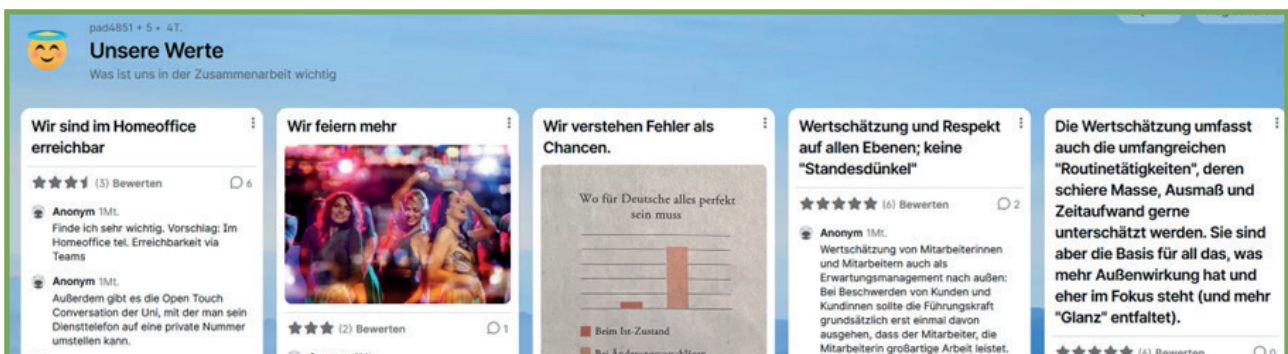 pad4851 + 5 • 4T.
Unsere Werte
Was ist uns in der Zusammenarbeit wichtig
Wir sind im Homeoffice
erreichbar
(3) Bewerten
6
Anonym 1Mt.
Finde ich sehr wichtig. Vorschlag: Im
Homeoffice tel. Erreichbarkeit via
Teams
Anonym 1Mt.
Außerdem gibt es die Open Touch
Conversation der Uni, mit der man sein
Diensttelefon auf eine private Nummer
umstellen kann.
Wir feiern mehr
(2) Bewerten
1
Wir verstehen Fehler als
Chancen.
Wo für Deutsche alles perfekt
sein muss
Beim Ist-Zustand
Bei Änderungsvorschlägen
Wertschätzung und Respekt
auf allen Ebenen; keine
"Standesdünkel"
(6) Bewerten
2
Anonym 1Mt.
Wertschätzung von Mitarbeiterinnen
und Mitarbeitern auch als
Erwartungsmanagement nach außen:
Bei Beschwerden von Kunden und
Kundinnen sollte die Führungskraft
grundsätzlich erst einmal davon
ausgehen, dass der Mitarbeiter, die
Mitarbeiterin großartige Arbeit leistet.
Die Wertschätzung umfasst
auch die umfangreichen
"Routinetätigkeiten", deren
schiere Masse, Ausmaß und
Zeitaufwand gerne
unterschätzt werden. Sie sind
aber die Basis für all das, was
mehr Außenwirkung hat und
eher im Fokus steht (und mehr
"Glanz" entfaltet).
(6) Bewerten
0